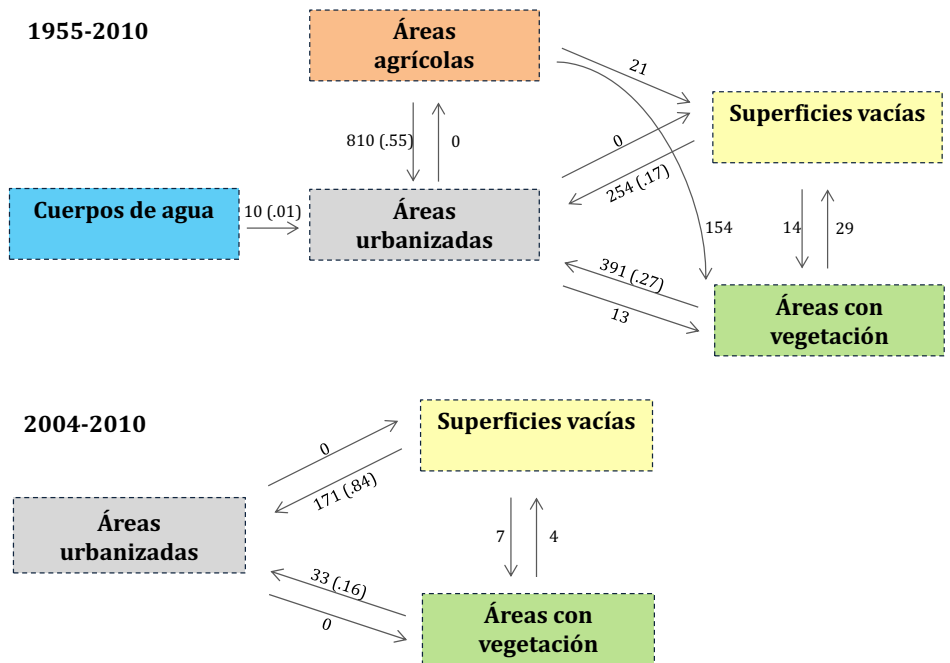 1955-2010
Áreas
agrícolas
21
Superficies vacías
810 (.55)
0
0
254 (.17)
Cuerpos de agua
10 (.01)
Áreas
urbanizadas
154
14
29
391 (.27)
13
Áreas con
vegetación
2004-2010
Superficies vacías
0
171 (.84)
Áreas
urbanizadas
7
4
33 (.16)
0
Áreas con
vegetación